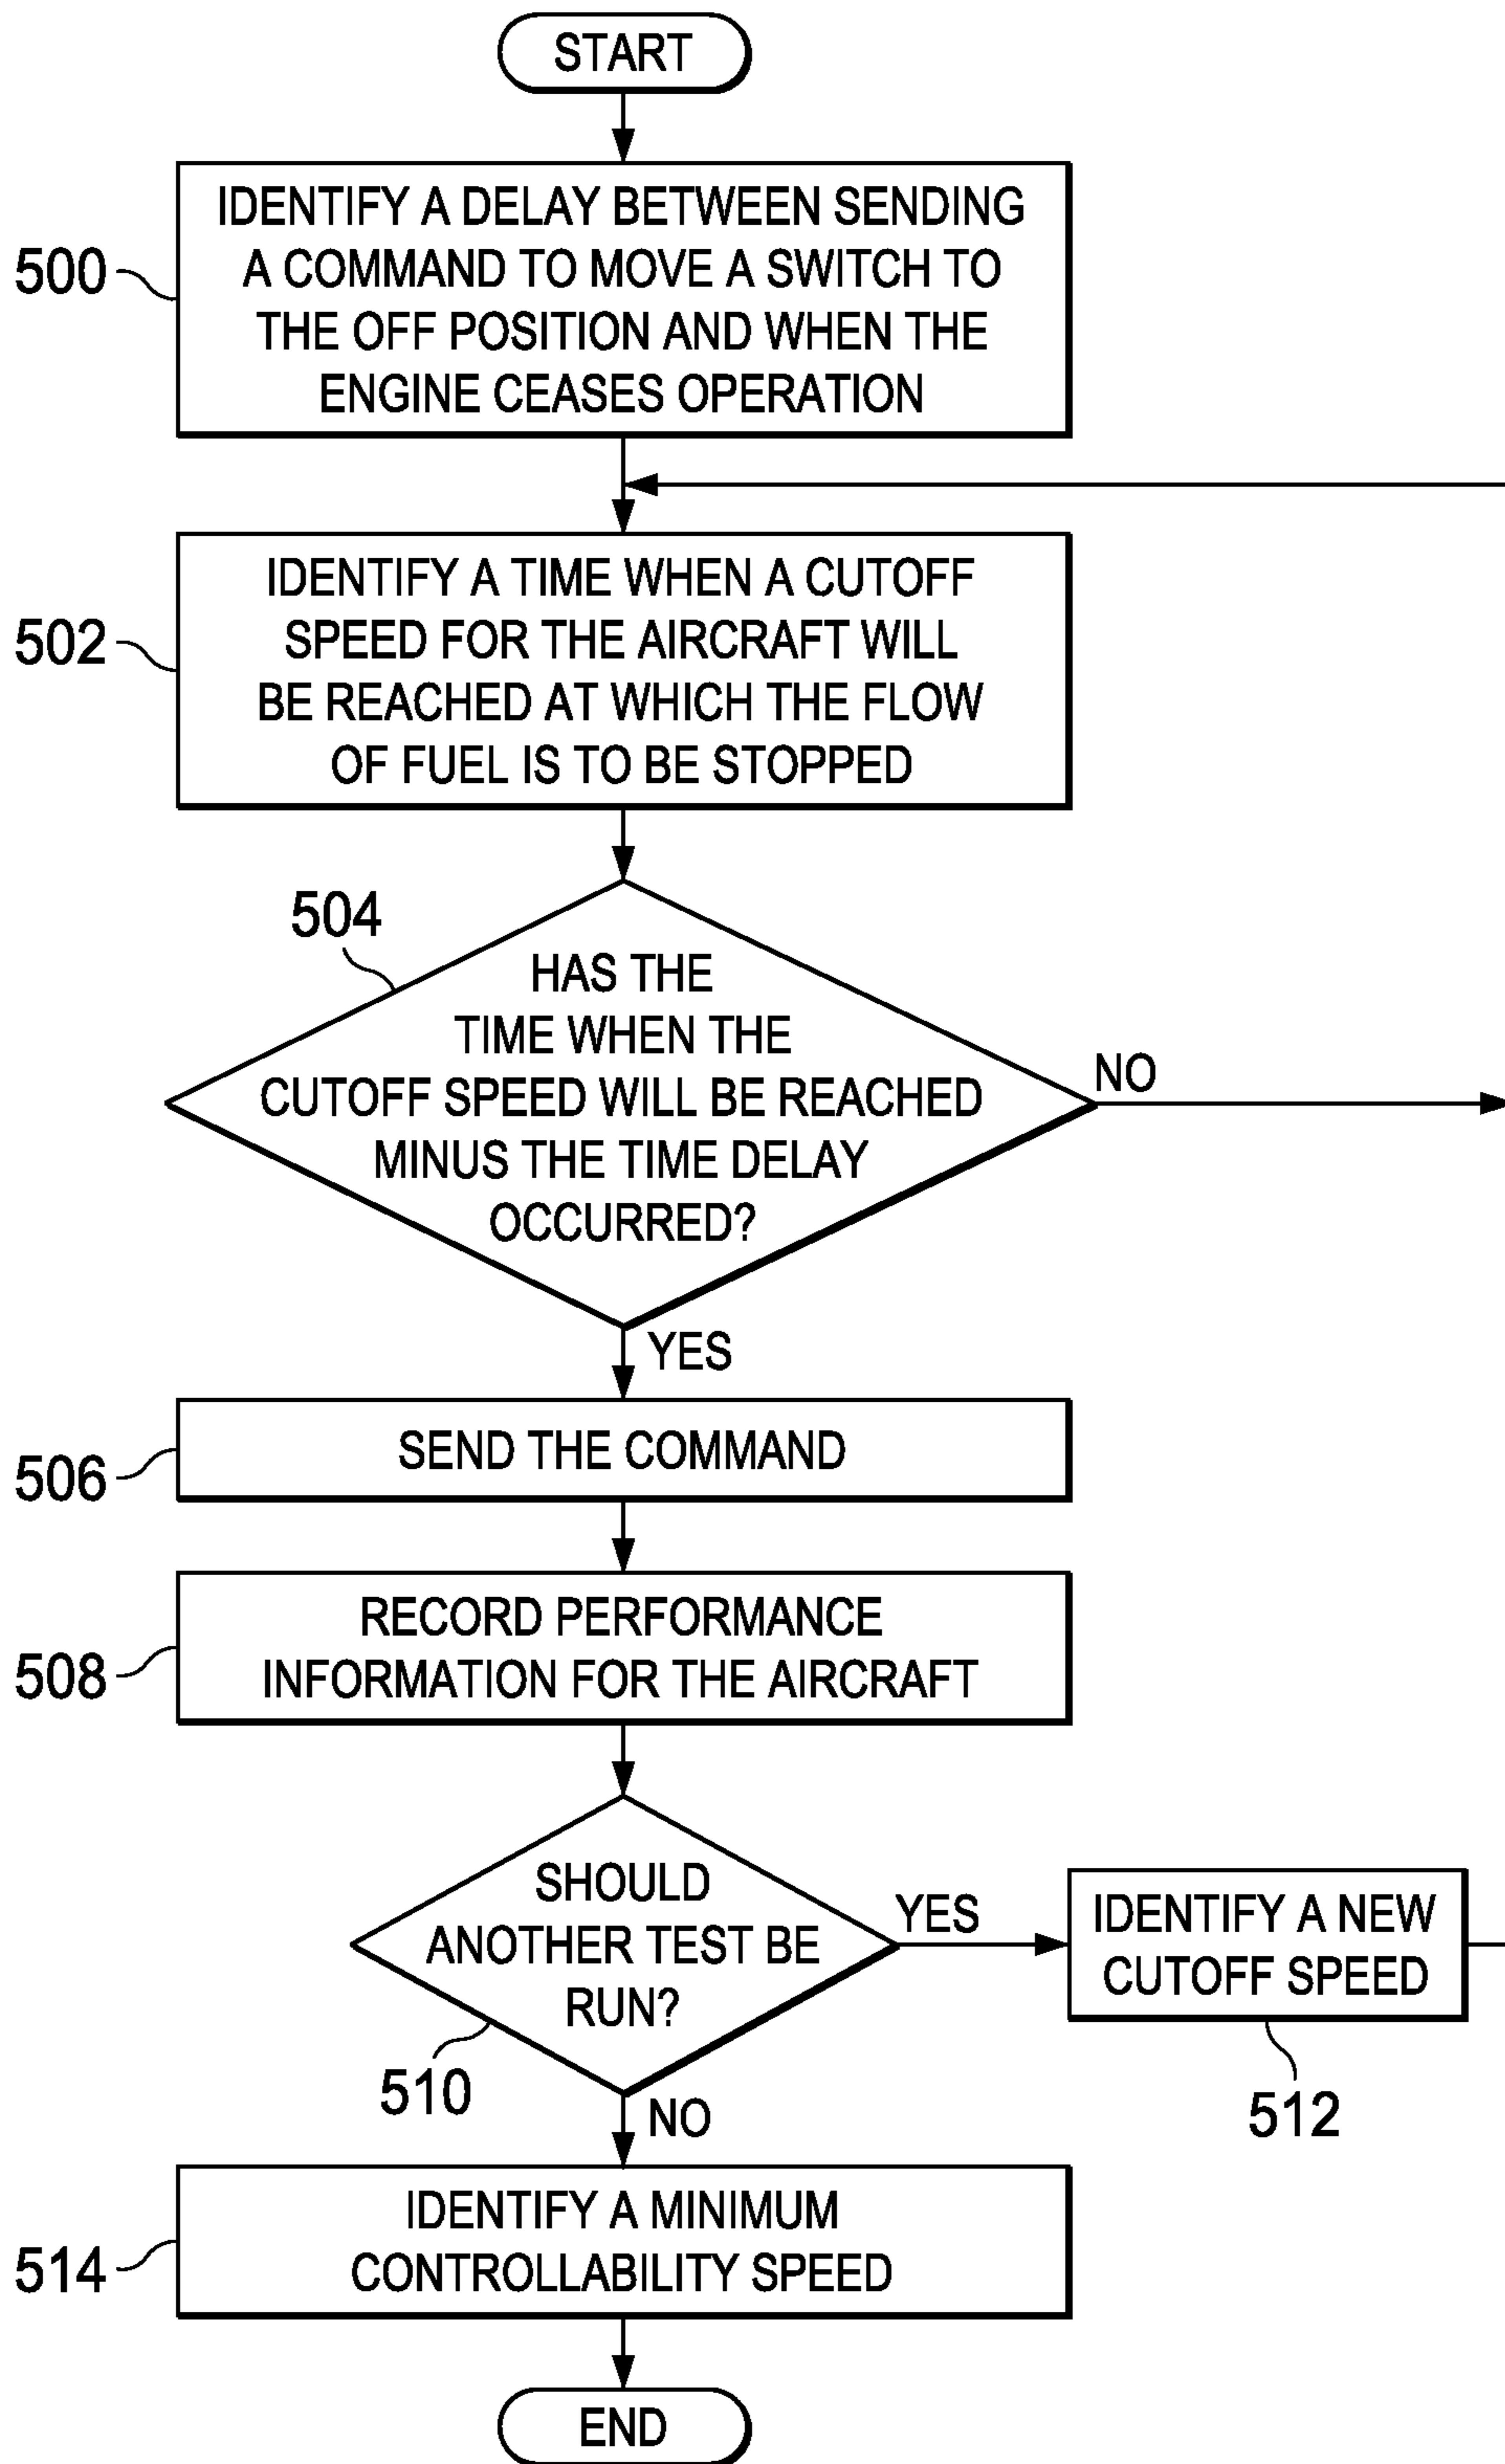 START
500
IDENTIFY A DELAY BETWEEN SENDING
A COMMAND TO MOVE A SWITCH TO
THE OFF POSITION AND WHEN THE
ENGINE CEASES OPERATION
502
IDENTIFY A TIME WHEN A CUTOFF
SPEED FOR THE AIRCRAFT WILL
BE REACHED AT WHICH THE FLOW
OF FUEL IS TO BE STOPPED
504
HAS THE
TIME WHEN THE
CUTOFF SPEED WILL BE REACHED
MINUS THE TIME DELAY
OCCURRED?
NO
YES
506
SEND THE COMMAND
508
RECORD PERFORMANCE
INFORMATION FOR THE AIRCRAFT
SHOULD
ANOTHER TEST BE
RUN?
510
YES
IDENTIFY A NEW
CUTOFF SPEED
512
NO
514
IDENTIFY A MINIMUM
CONTROLLABILITY SPEED
END